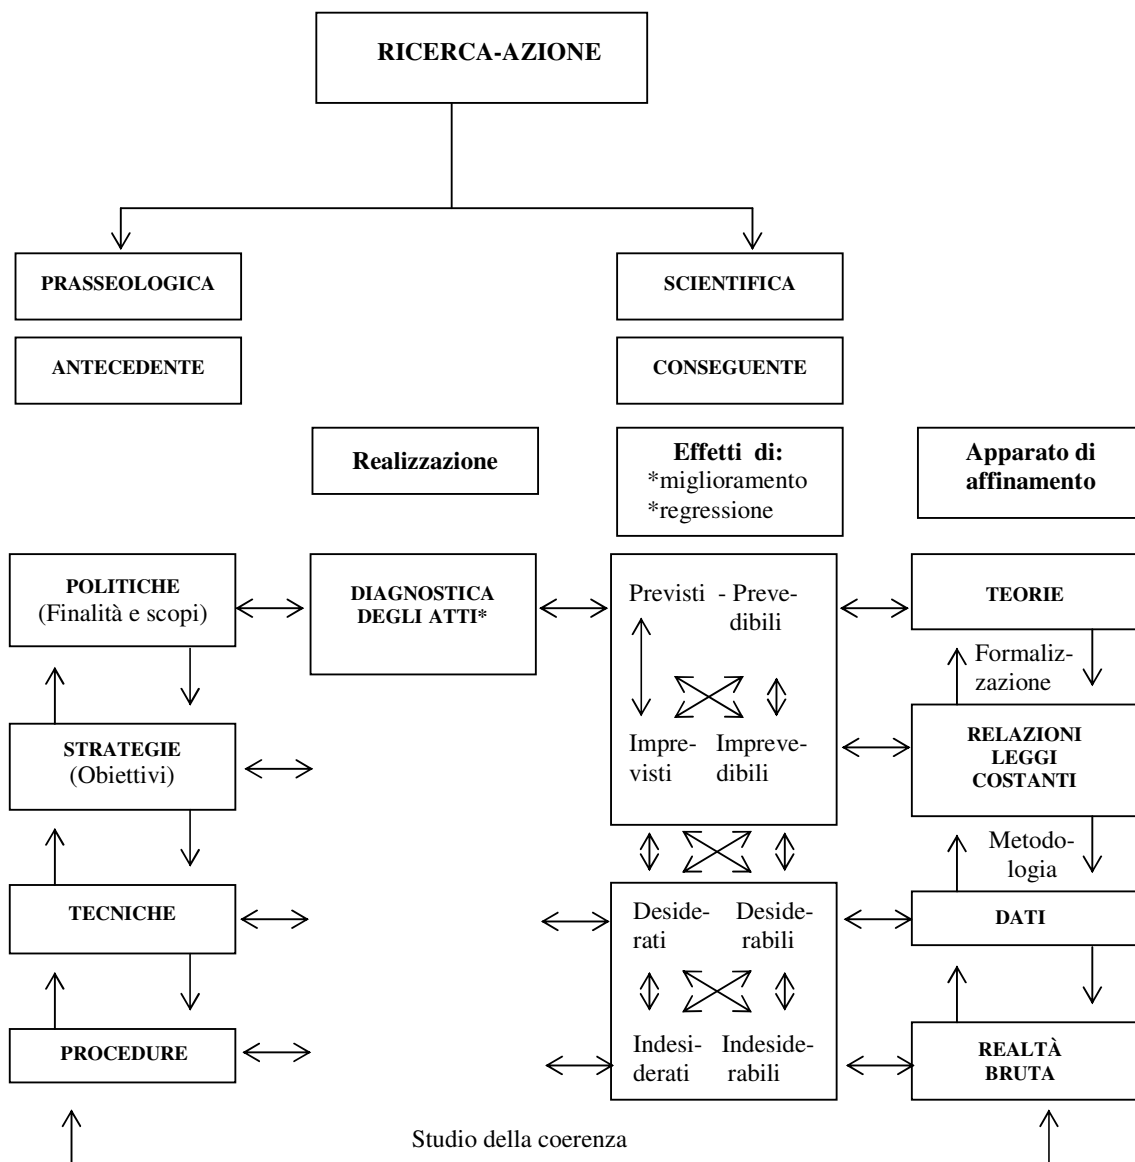 RICERCA-AZIONE
PRASSEOLOGICA
SCIENTIFICA
ANTECEDENTE
CONSEGUENTE
Realizzazione
Effetti di:
*miglioramento
*regressione
Apparato di
affinamento
POLITICHE
(Finalità e scopi)
DIAGNOSTICA
DEGLI ATTI*
Previsti - Preve-
dibili
TEORIE
Formaliz-
zazione
STRATEGIE
(Obiettivi)
Impre- Impreve-
visti dibili
RELAZIONI
LEGGI
COSTANTI
Metodo-
logia
TECNICHE
Deside- Deside-
rati rabili
DATI
PROCEDURE
Indesi- Indeside-
derati rabili
REALTÀ
BRUTA
Studio della coerenza